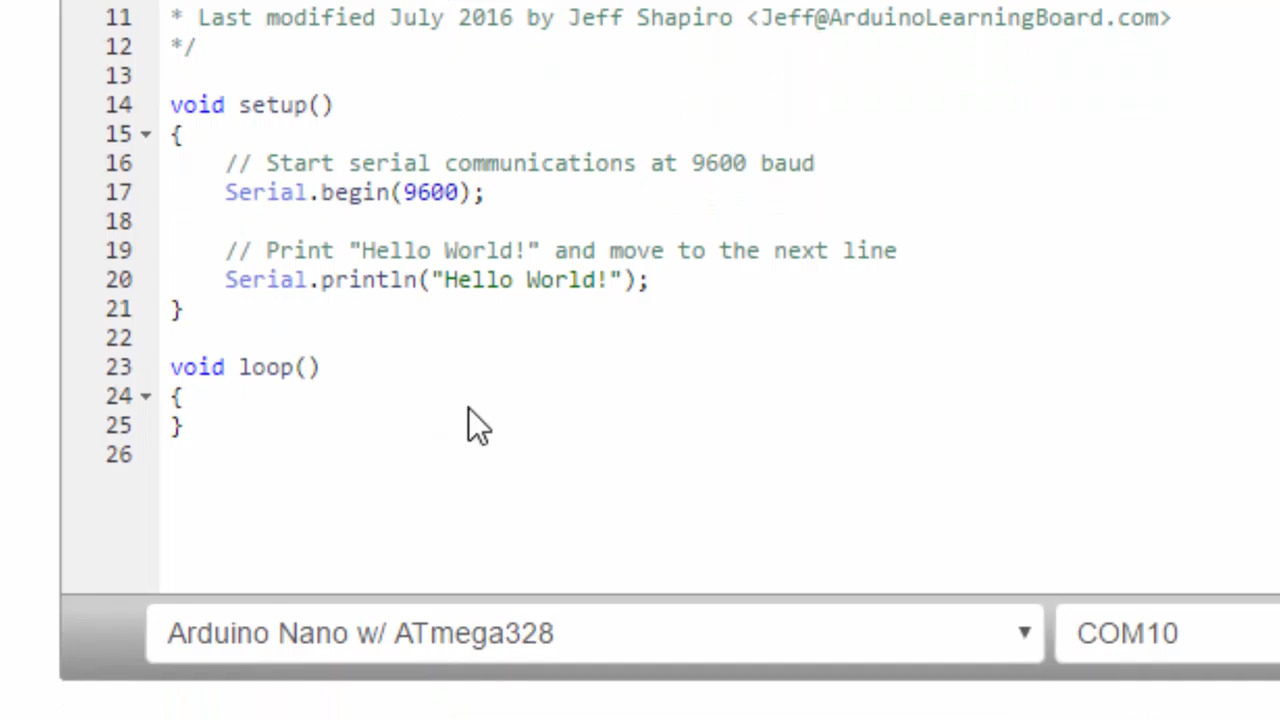 11 * Last modified July 2016 by Jeff Shapiro <Jeff@ArduinoLearningBoard.com>
12 */
13
14 void setup()
15 {
16     // Start serial communications at 9600 baud
17     Serial.begin(9600);
18
19     // Print "Hello World!" and move to the next line
20     Serial.println("Hello World!");
21 }
22
23 void loop()
24 {
25 }
26
Arduino Nano w/ ATmega328 COM10